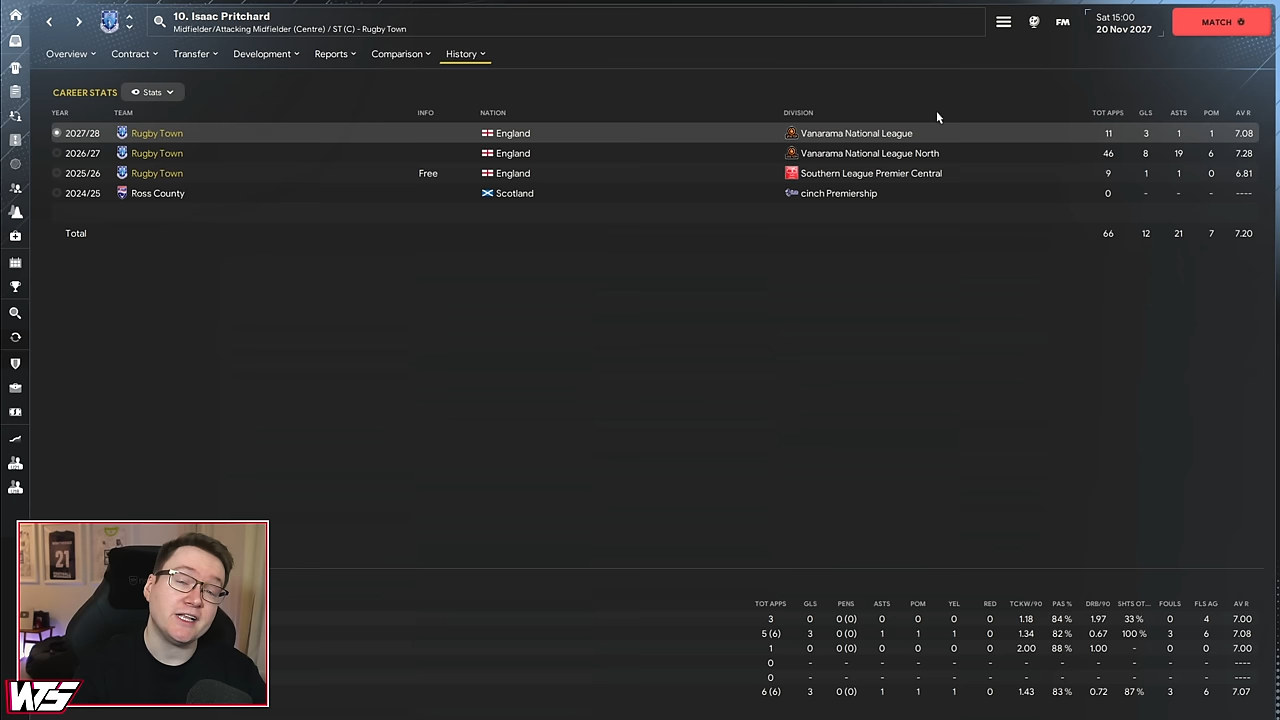 10. Isaac Pritchard
Midfielder/Attacking Midfielder (Centre) / ST (C) - Rugby Town
FM
Sat 15:00
20 Nov 2027
MATCH
Overview Contract Transfer Development Reports Comparison History
CAREER STATS Stats
YEAR TEAM INFO NATION DIVISION TOT APPS GLS ASTS POM AV R
2027/28 Rugby Town England Vanarama National League 11 3 1 1 7.08
2026/27 Rugby Town England Vanarama National League North 46 8 19 6 7.28
2025/26 Rugby Town Free England Southern League Premier Central 9 1 1 0 6.81
2024/25 Ross County Scotland cinch Premiership 0 - - - ----
Total 66 12 21 7 7.20
21
TOT APPS GLS PENS ASTS POM YEL RED TCKW/90 PAS % DRB/90 SHTS OT... FOULS FLS AG AV R
3 0 0 (0) 0 0 0 0 1.18 84 % 1.97 33 % 0 4 7.00
5 (6) 3 0 (0) 1 1 1 0 1.34 82 % 0.67 100 % 3 6 7.08
1 0 0 (0) 0 0 0 0 2.00 88 % 1.00 - 0 0 7.00
0 - - - - - - - - - - - - ----
0 - - - - - - - - - - - - ----
6 (6) 3 0 (0) 1 1 1 0 1.43 83 % 0.72 87 % 3 6 7.07
WTS